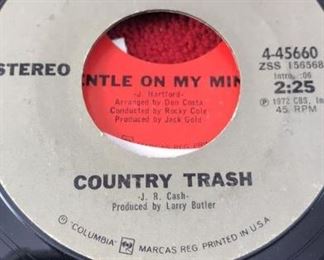 STEREO
4-45660
ZSS 156568
Intro.:06
2:25
Ⓟ 1972 CBS, Inc.
45 RPM
NTLE ON MY MIN
-J. Hartford-
Arranged by Don Costa
Conducted by Rocky Cole
Produced by Jack Gold
COUNTRY TRASH
-J. R. Cash-
Produced by Larry Butler
© "COLUMBIA" MARCAS REG. PRINTED IN U.S.A